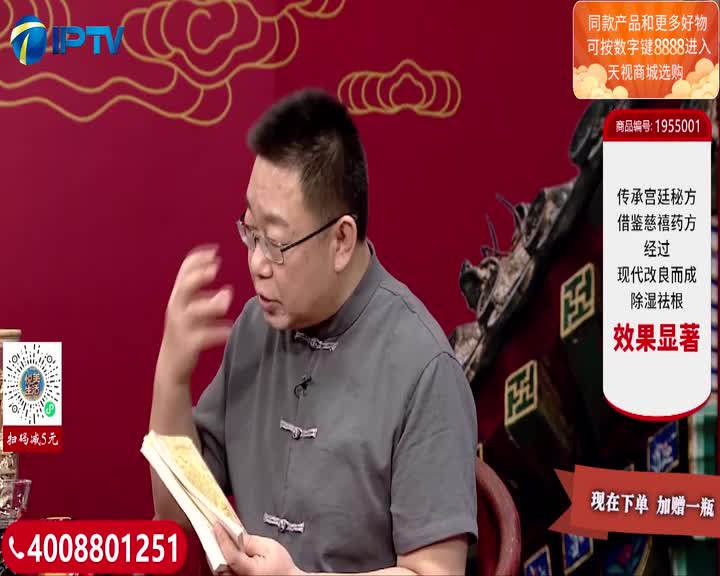 IPTV
同款产品和更多好物
可按数字键8888进入
天视商城选购
商品编号: 1955001
传承宫廷秘方
借鉴慈禧药方
经过
现代改良而成
除湿祛根
效果显著
扫码减5元
现在下单 加赠一瓶
4008801251